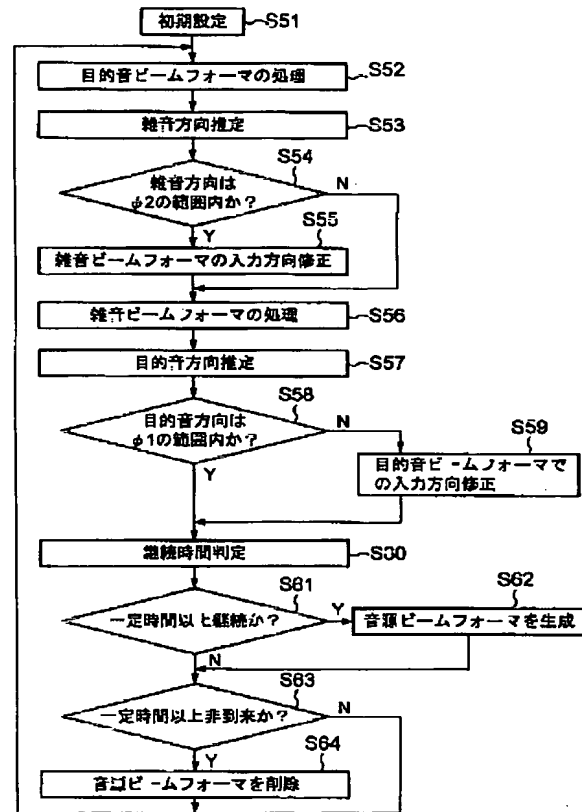 初期設定 S51
目的音ビームフォーマの処理 S52
雑音方向推定 S53
S54
雑音方向は
φ2の範囲内か?
N
Y
S55
雑音ビームフォーマの入力方向修正
雑音ビームフォーマの処理 S56
目的音方向推定 S57
S58
目的音方向は
φ1の範囲内か?
N
Y
S59
目的音ビームフォーマで
の入力方向修正
継続時間判定 S60
S61
一定時間以上継続か?
Y
N
S62
音源ビームフォーマを生成
S63
一定時間以上非到来か?
N
Y
S64
音源ビームフォーマを削除